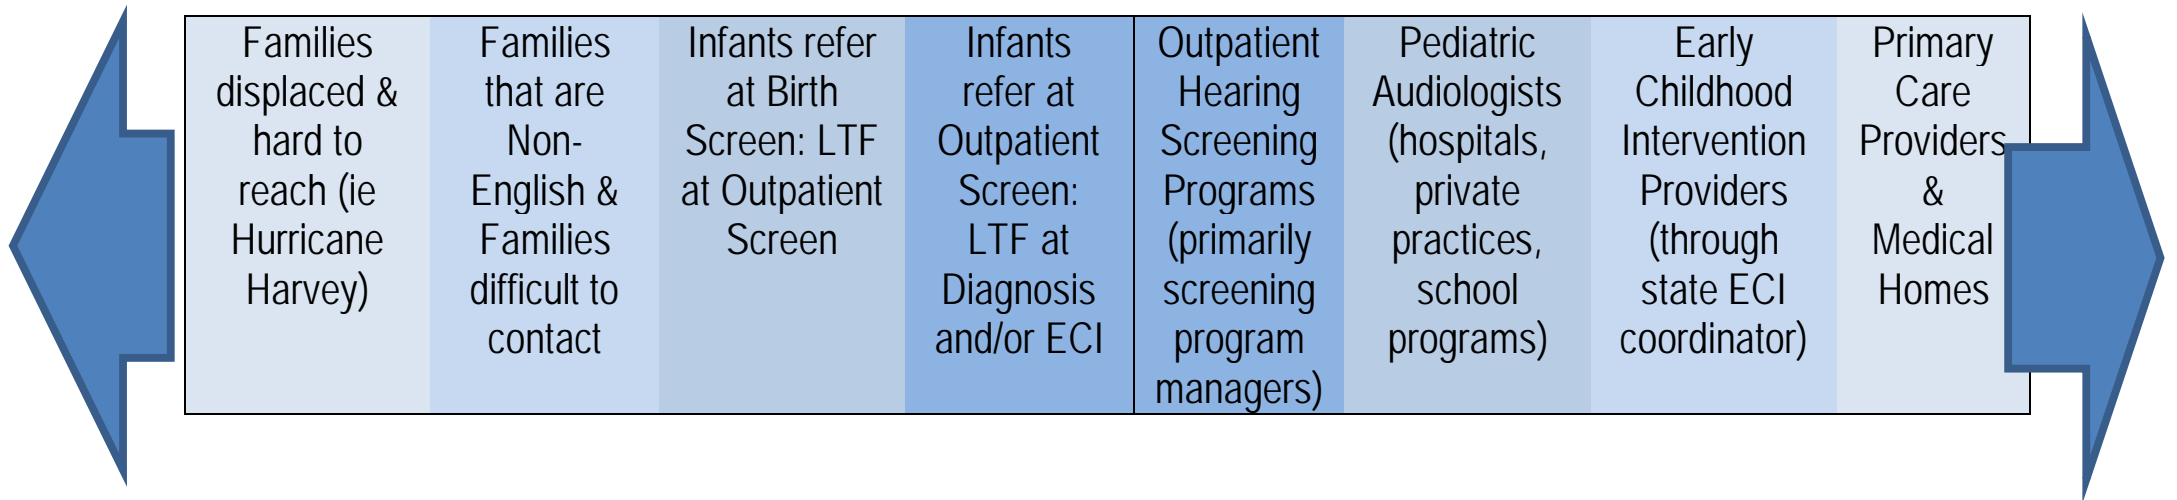 Families
displaced &
hard to
reach (ie
Hurricane
Harvey)
Families
that are
Non-
English &
Families
difficult to
contact
Infants refer
at Birth
Screen: LTF
at Outpatient
Screen
Infants
refer at
Outpatient
Screen:
LTF at
Diagnosis
and/or ECI
Outpatient
Hearing
Screening
Programs
(primarily
screening
program
managers)
Pediatric
Audiologists
(hospitals,
private
practices,
school
programs)
Early
Childhood
Intervention
Providers
(through
state ECI
coordinator)
Primary
Care
Providers
&
Medical
Homes